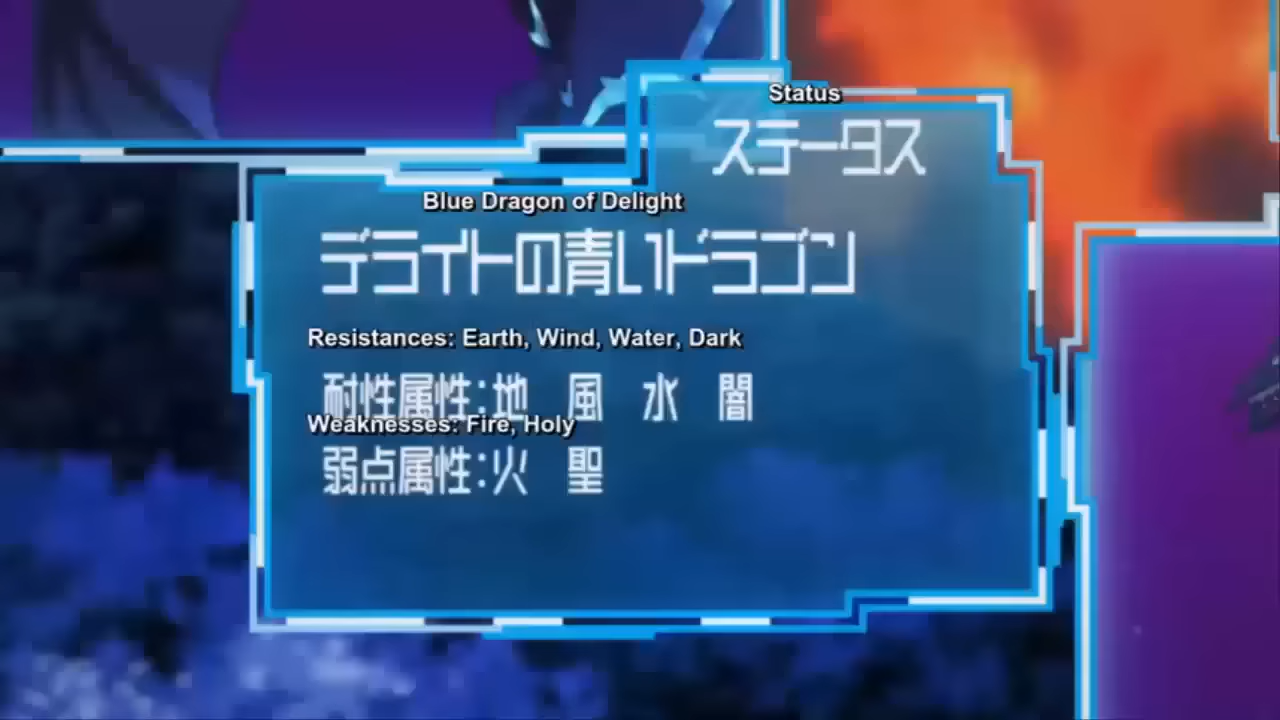 Status
ステータス
Blue Dragon of Delight
デライトの青いドラゴン
Resistances: Earth, Wind, Water, Dark
耐性属性:地 風 水 闇
Weaknesses: Fire, Holy
弱点属性:火 聖